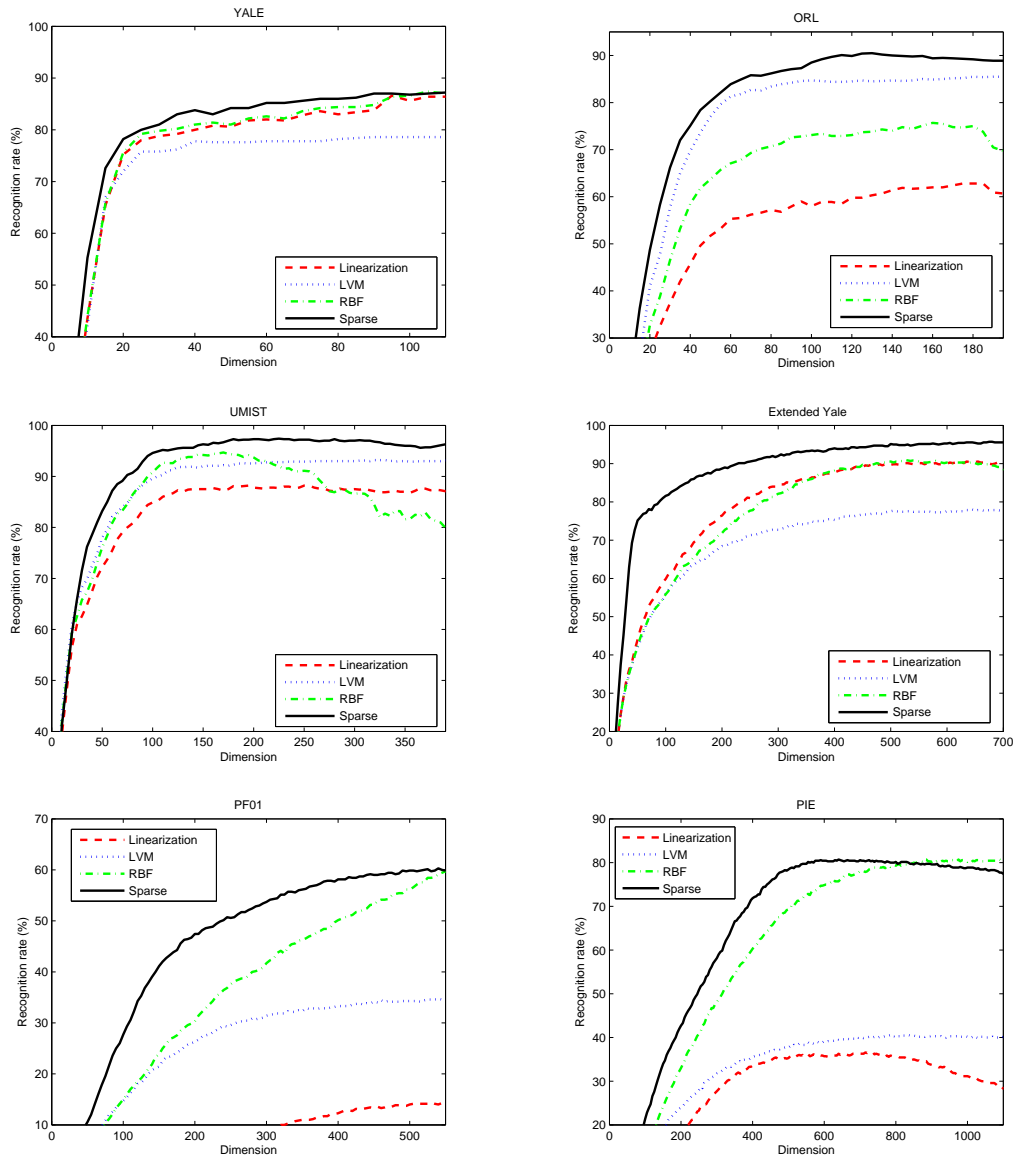 YALE
100
90
80
70
60
50
40
0 20 40 60 80 100
Recognition rate (%)
Dimension
Linearization
LVM
RBF
Sparse
ORL
90
80
70
60
50
40
30
0 20 40 60 80 100 120 140 160 180
Recognition rate (%)
Dimension
Linearization
LVM
RBF
Sparse
UMIST
100
90
80
70
60
50
40
0 50 100 150 200 250 300 350
Recognition rate (%)
Dimension
Linearization
LVM
RBF
Sparse
Extended Yale
100
90
80
70
60
50
40
30
20
0 100 200 300 400 500 600 700
Recognition rate (%)
Dimension
Linearization
LVM
RBF
Sparse
PF01
70
60
50
40
30
20
10
0 100 200 300 400 500
Recognition rate (%)
Dimension
Linearization
LVM
RBF
Sparse
PIE
90
80
70
60
50
40
30
20
0 200 400 600 800 1000
Recognition rate (%)
Dimension
Linearization
LVM
RBF
Sparse